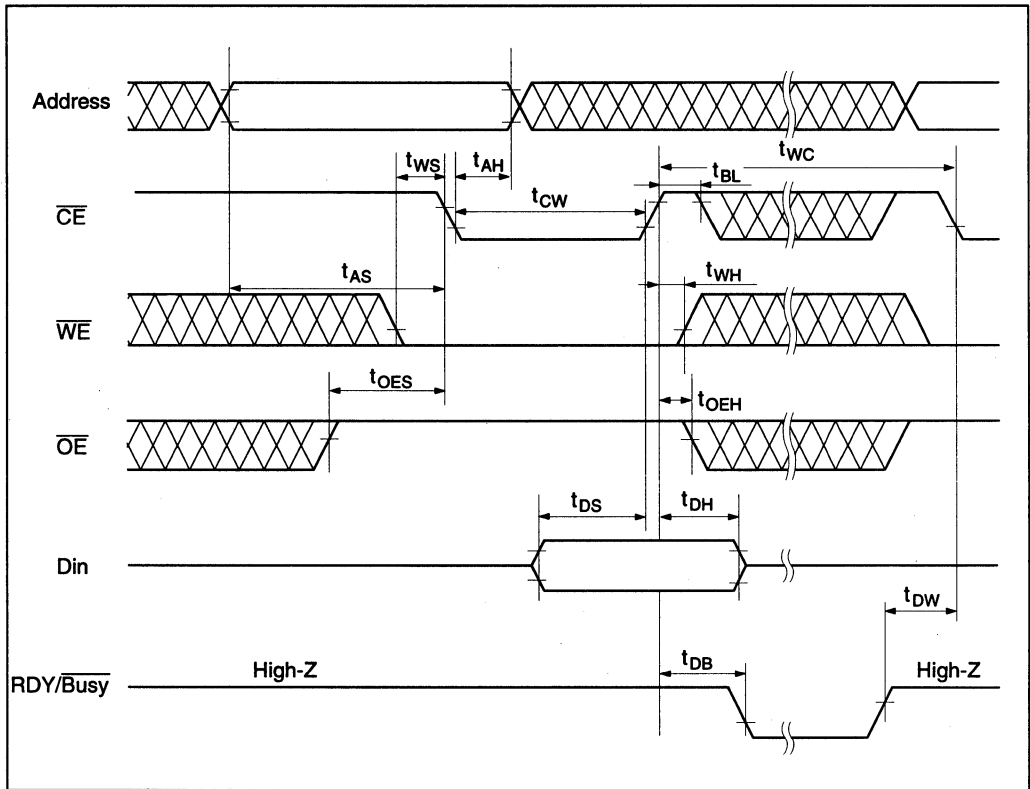 Address
tWC
tWS
tAH
tBL
tCW
CE
tWH
tAS
WE
tOES
tOEH
OE
tDS
tDH
Din
tDW
High-Z
tDB
High-Z
RDY/Busy